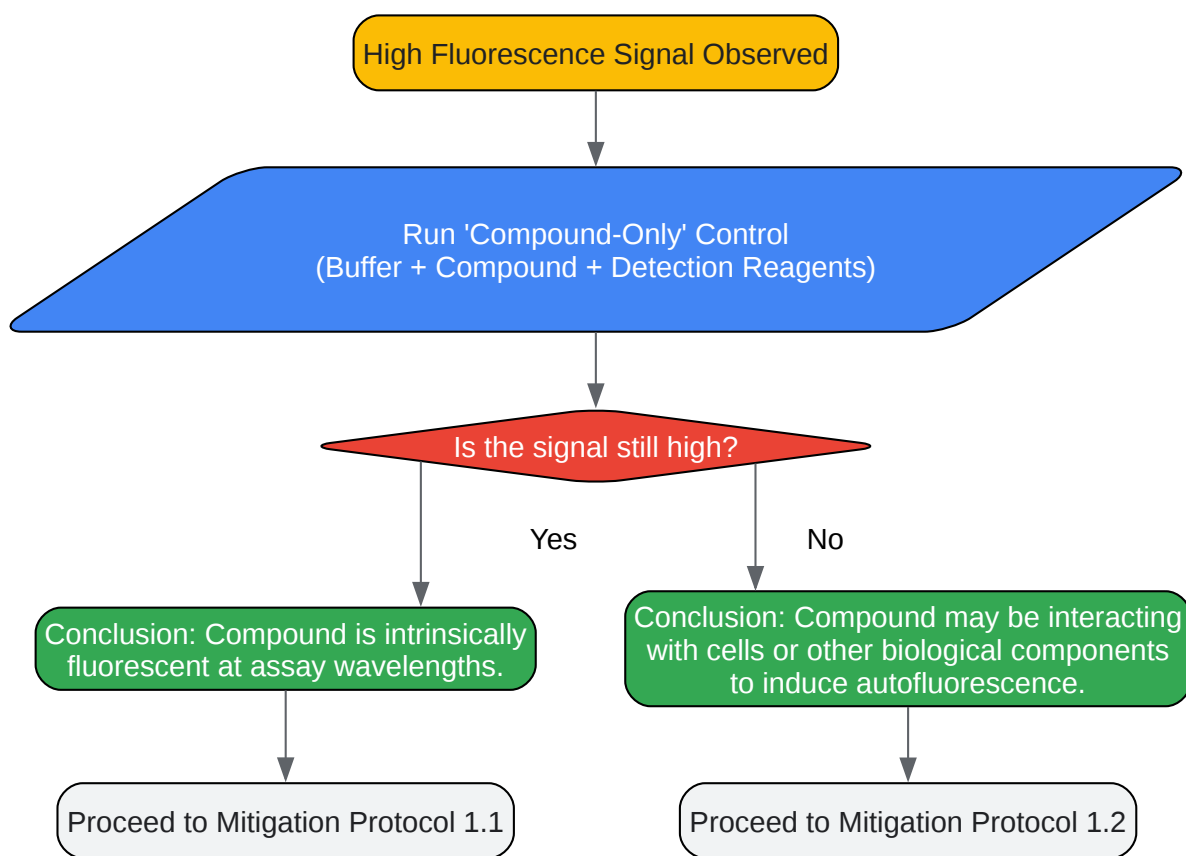 High Fluorescence Signal Observed
Run 'Compound-Only' Control
(Buffer + Compound + Detection Reagents)
Is the signal still high?
Yes
No
Conclusion: Compound is intrinsically
fluorescent at assay wavelengths.
Conclusion: Compound may be interacting
with cells or other biological components
to induce autofluorescence.
Proceed to Mitigation Protocol 1.1
Proceed to Mitigation Protocol 1.2